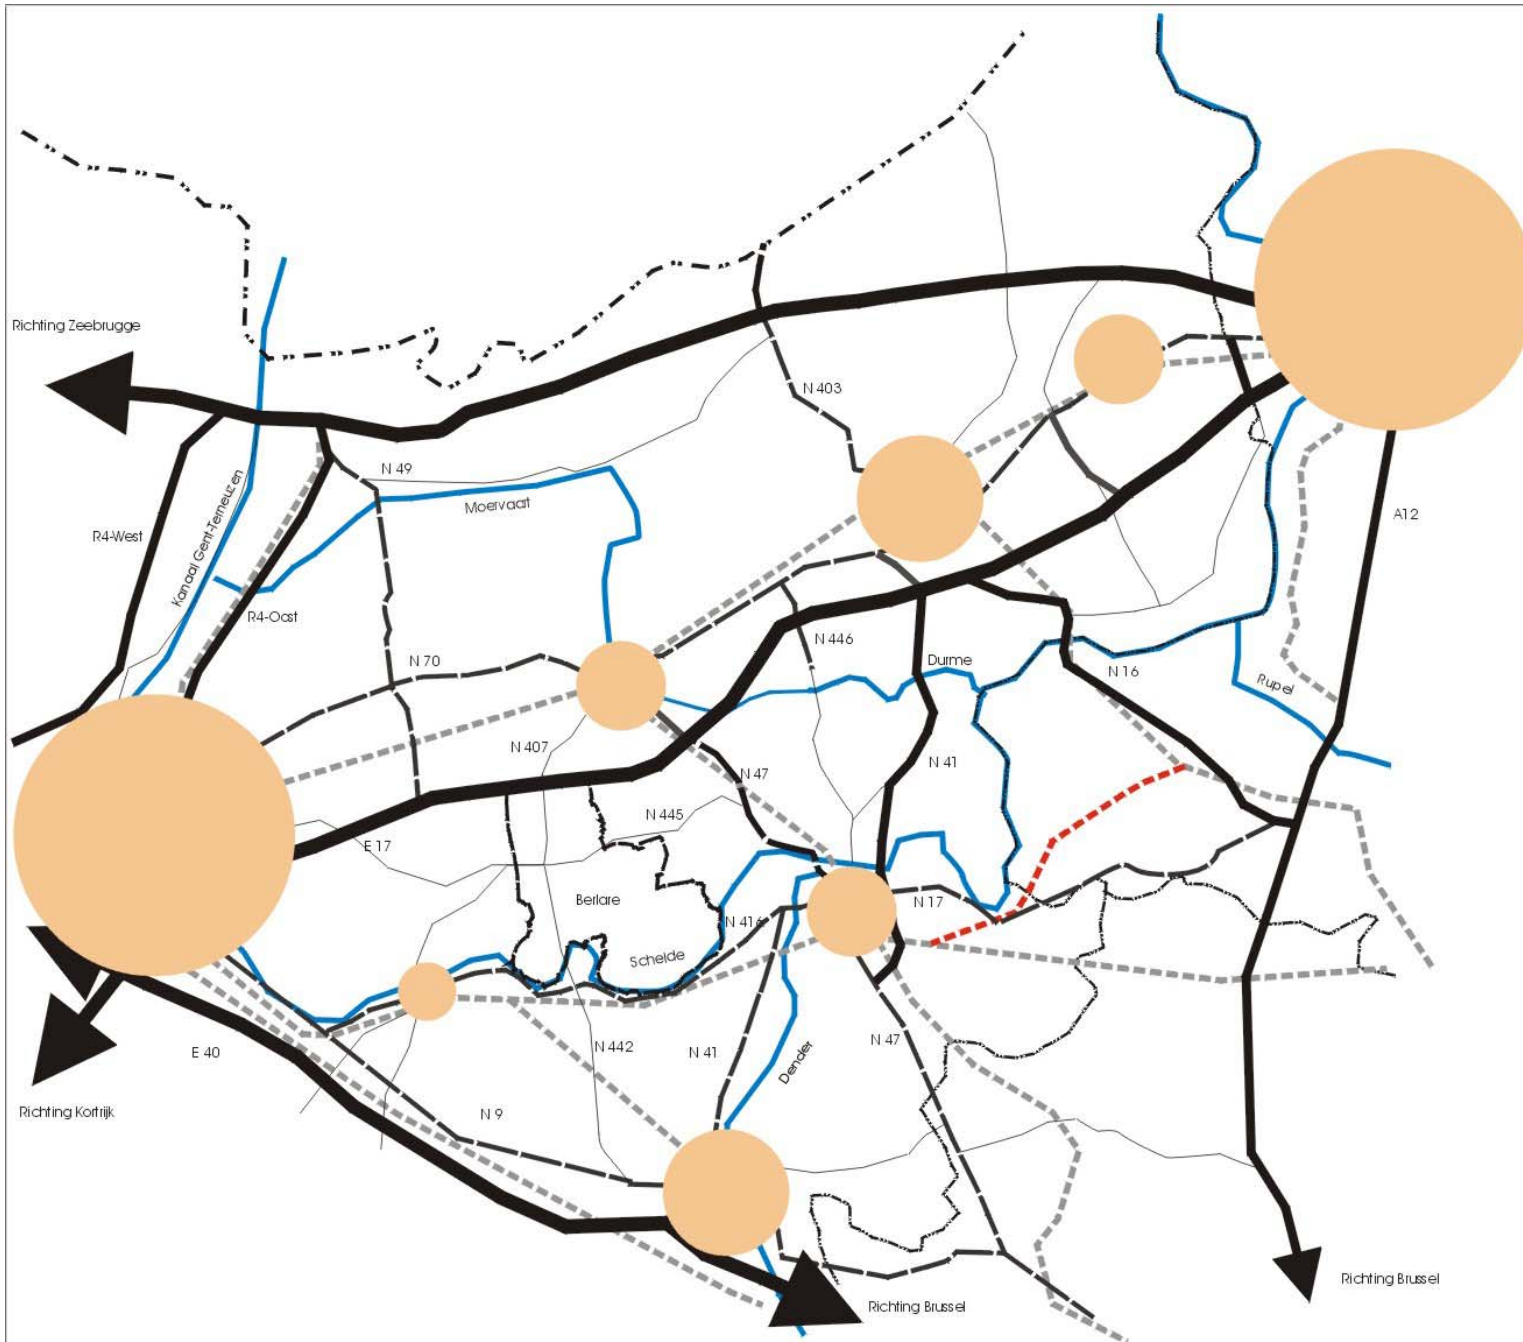 Richting Zeebrugge
N 403
N 49
Moervaart
R4-West
Kanaal Gent-Terneuzen
A12
R4-Oost
N 70
N 446
Durme
N 16
Rupel
N 407
N 47
N 41
N 445
E 17
Berlare
N 416
N 17
Schelde
E 40
N 442
N 41
Dender
N 47
Richting Kortrijk
N 9
Richting Brussel
Richting Brussel